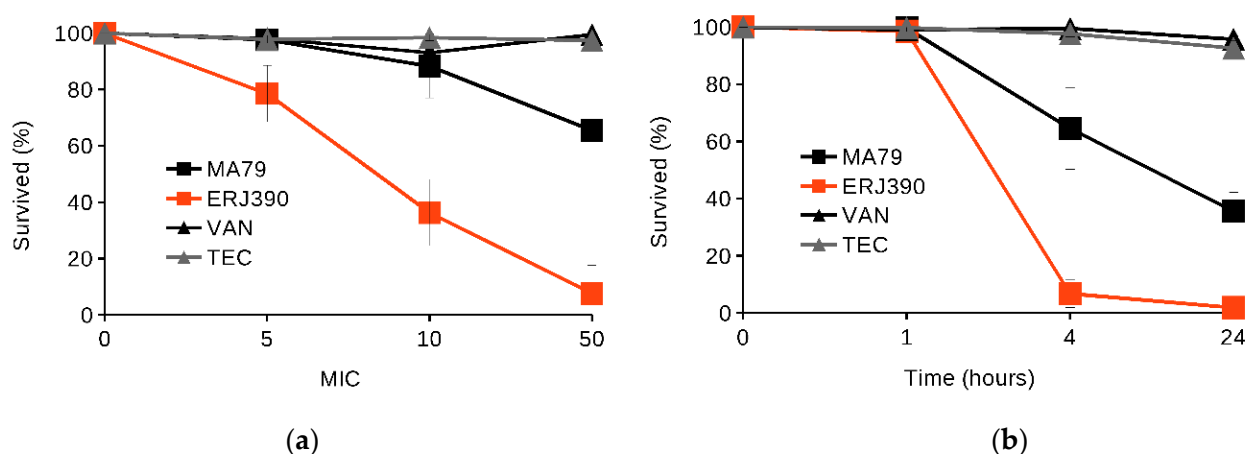 100
80
60
40
20
0
Survived (%)
MA79
ERJ390
VAN
TEC
0 5 10 50
MIC
(a)
100
80
60
40
20
0
Survived (%)
MA79
ERJ390
VAN
TEC
0 1 4 24
Time (hours)
(b)